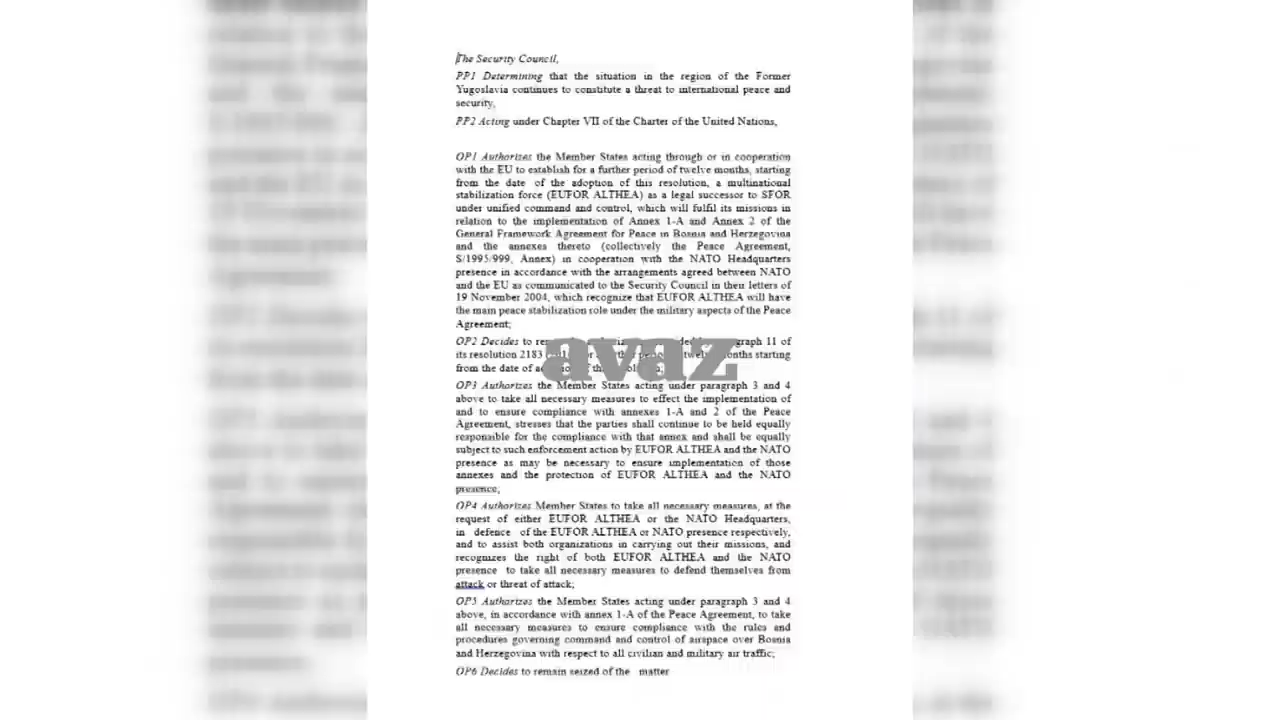 The Security Council,
PP1 Determining that the situation in the region of the Former
Yugoslavia continues to constitute a threat to international peace and
security,
PP2 Acting under Chapter VII of the Charter of the United Nations,
OP1 Authorizes the Member States acting through or in cooperation
with the EU to establish for a further period of twelve months, starting
from the date of the adoption of this resolution, a multinational
stabilization force (EUFOR ALTHEA) as a legal successor to SFOR
under unified command and control, which will fulfil its missions in
relation to the implementation of Annex 1-A and Annex 2 of the
General Framework Agreement for Peace in Bosnia and Herzegovina
and the annexes thereto (collectively the Peace Agreement,
S/1995/999, Annex) in cooperation with the NATO Headquarters
presence in accordance with the arrangements agreed between NATO
and the EU as communicated to the Security Council in their letters of
19 November 2004, which recognize that EUFOR ALTHEA will have
the main peace stabilization role under the military aspects of the Peace
Agreement;
OP2 Decides to graph 11 of
its resolution 2183 months starting
from the date of
avaz
OP3 Authorizes the Member States acting under paragraph 3 and 4
above to take all necessary measures to effect the implementation of
and to ensure compliance with annexes 1-A and 2 of the Peace
Agreement, stresses that the parties shall continue to be held equally
responsible for the compliance with that annex and shall be equally
subject to such enforcement action by EUFOR ALTHEA and the NATO
presence as may be necessary to ensure implementation of those
annexes and the protection of EUFOR ALTHEA and the NATO
presence;
OP4 Authorizes Member States to take all necessary measures, at the
request of either EUFOR ALTHEA or the NATO Headquarters,
in defence of the EUFOR ALTHEA or NATO presence respectively,
and to assist both organizations in carrying out their missions, and
recognizes the right of both EUFOR ALTHEA and the NATO
presence to take all necessary measures to defend themselves from
attack or threat of attack;
OP5 Authorizes the Member States acting under paragraph 3 and 4
above, in accordance with annex 1-A of the Peace Agreement, to take
all necessary measures to ensure compliance with the rules and
procedures governing command and control of airspace over Bosnia
and Herzegovina with respect to all civilian and military air traffic;
OP6 Decides to remain seized of the matter